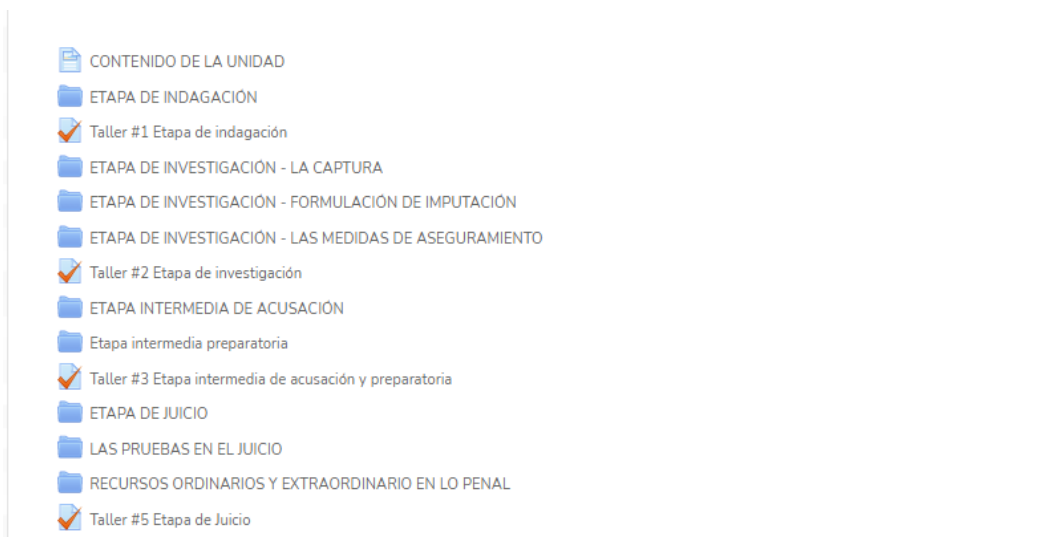 CONTENIDO DE LA UNIDAD
ETAPA DE INDAGACIÓN
Taller #1 Etapa de indagación
ETAPA DE INVESTIGACIÓN - LA CAPTURA
ETAPA DE INVESTIGACIÓN - FORMULACIÓN DE IMPUTACIÓN
ETAPA DE INVESTIGACIÓN - LAS MEDIDAS DE ASEGURAMIENTO
Taller #2 Etapa de investigación
ETAPA INTERMEDIA DE ACUSACIÓN
Etapa intermedia preparatoria
Taller #3 Etapa intermedia de acusación y preparatoria
ETAPA DE JUICIO
LAS PRUEBAS EN EL JUICIO
RECURSOS ORDINARIOS Y EXTRAORDINARIO EN LO PENAL
Taller #5 Etapa de Juicio